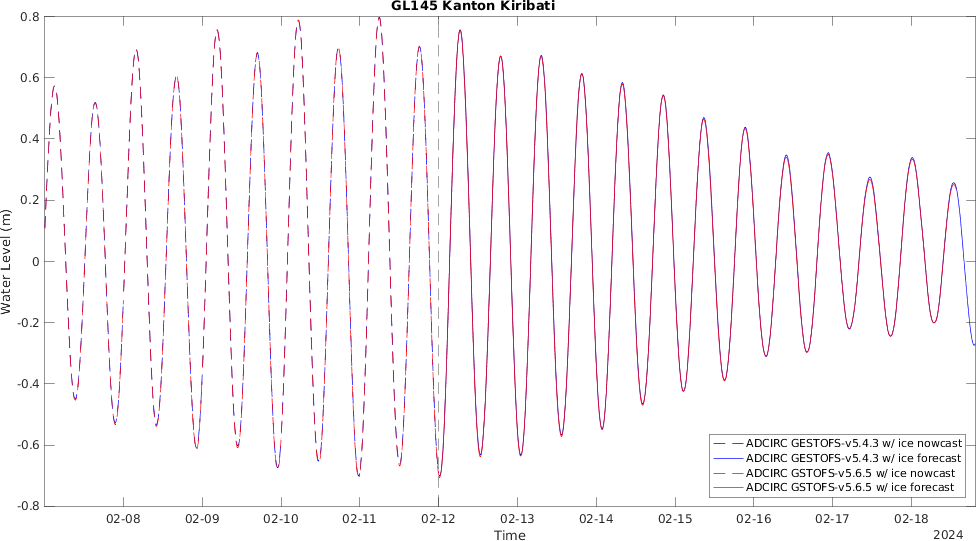 GL145 Kanton Kiribati
0.8
0.6
0.4
0.2
0
-0.2
-0.4
-0.6
-0.8
Water Level (m)
02-08 02-09 02-10 02-11 02-12 02-13 02-14 02-15 02-16 02-17 02-18
Time
2024
ADCIRC GESTOFS-v5.4.3 w/ ice nowcast
ADCIRC GESTOFS-v5.4.3 w/ ice forecast
ADCIRC GSTOFS-v5.6.5 w/ ice nowcast
ADCIRC GSTOFS-v5.6.5 w/ ice forecast